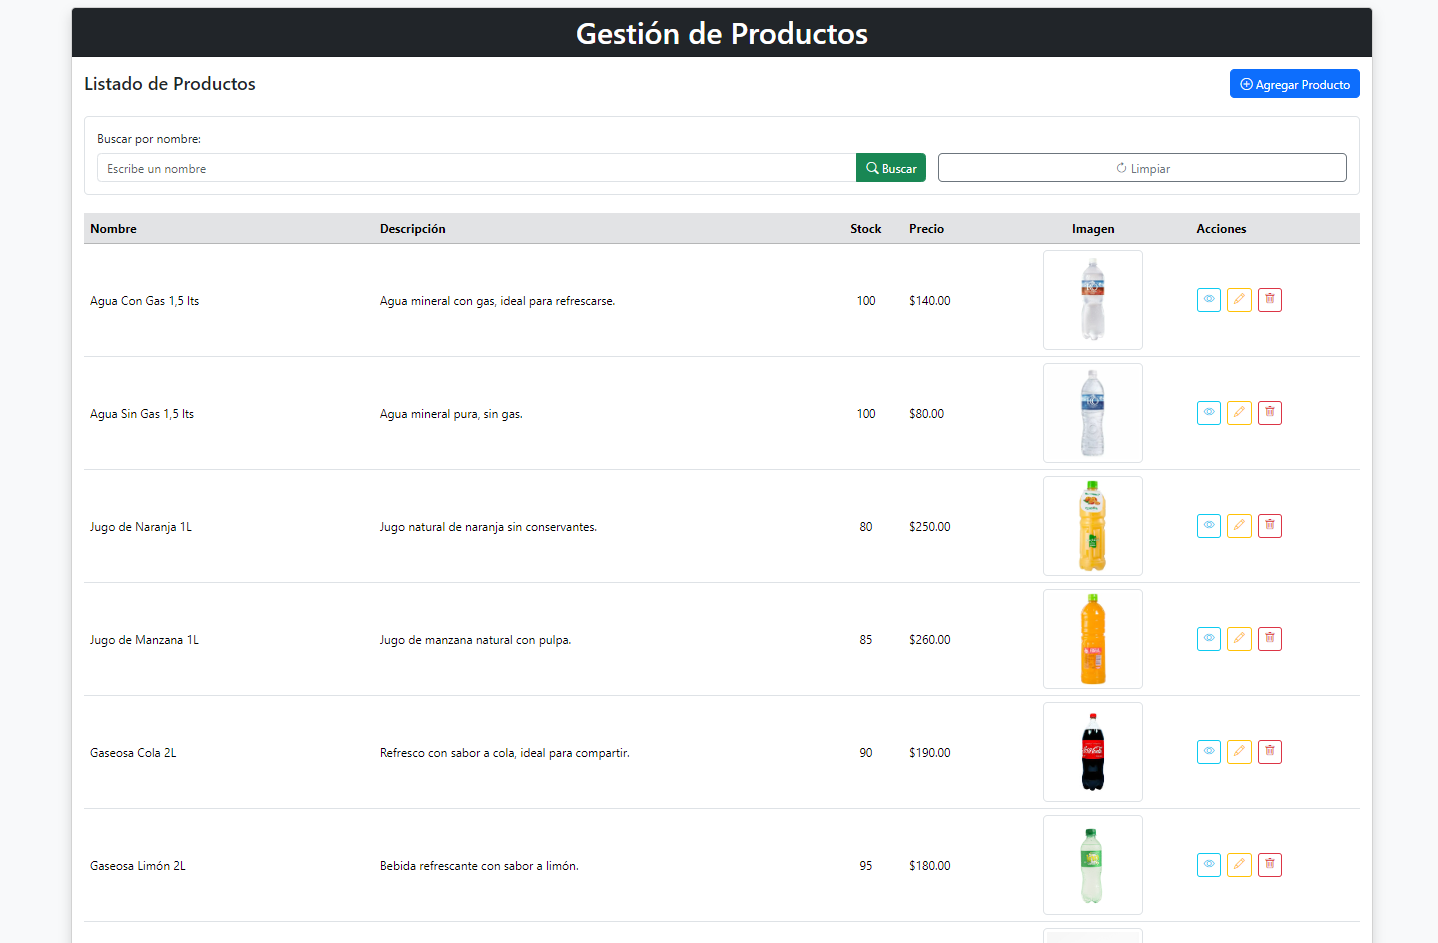 Gestión de Productos
Listado de Productos
Agregar Producto
Buscar por nombre:
Escribe un nombre
Buscar
Limpiar
Nombre Descripción Stock Precio Imagen Acciones
Agua Con Gas 1,5 lts Agua mineral con gas, ideal para refrescarse. 100 $140.00
Agua Sin Gas 1,5 lts Agua mineral pura, sin gas. 100 $80.00
Jugo de Naranja 1L Jugo natural de naranja sin conservantes. 80 $250.00
Jugo de Manzana 1L Jugo de manzana natural con pulpa. 85 $260.00
Gaseosa Cola 2L Refresco con sabor a cola, ideal para compartir. 90 $190.00
Coca-Cola
Gaseosa Limón 2L Bebida refrescante con sabor a limón. 95 $180.00